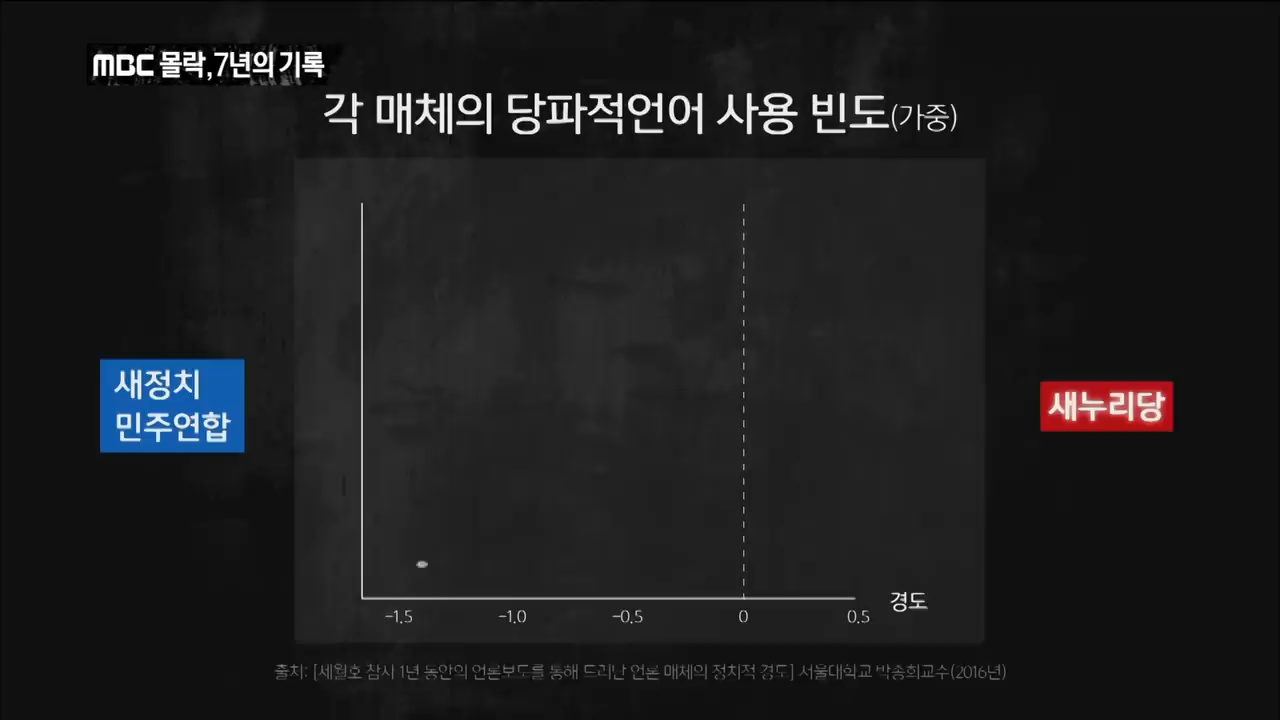 MBC 몰락, 7년의 기록
각 매체의 당파적언어 사용 빈도(가중)
새정치
민주연합
새누리당
-1.5 -1.0 -0.5 0 0.5 경도
출처: [세월호 참사 1년 동안의 언론보도를 통해 드러난 언론 매체의 정치적 경도] 서울대학교 박종희교수(2016년)